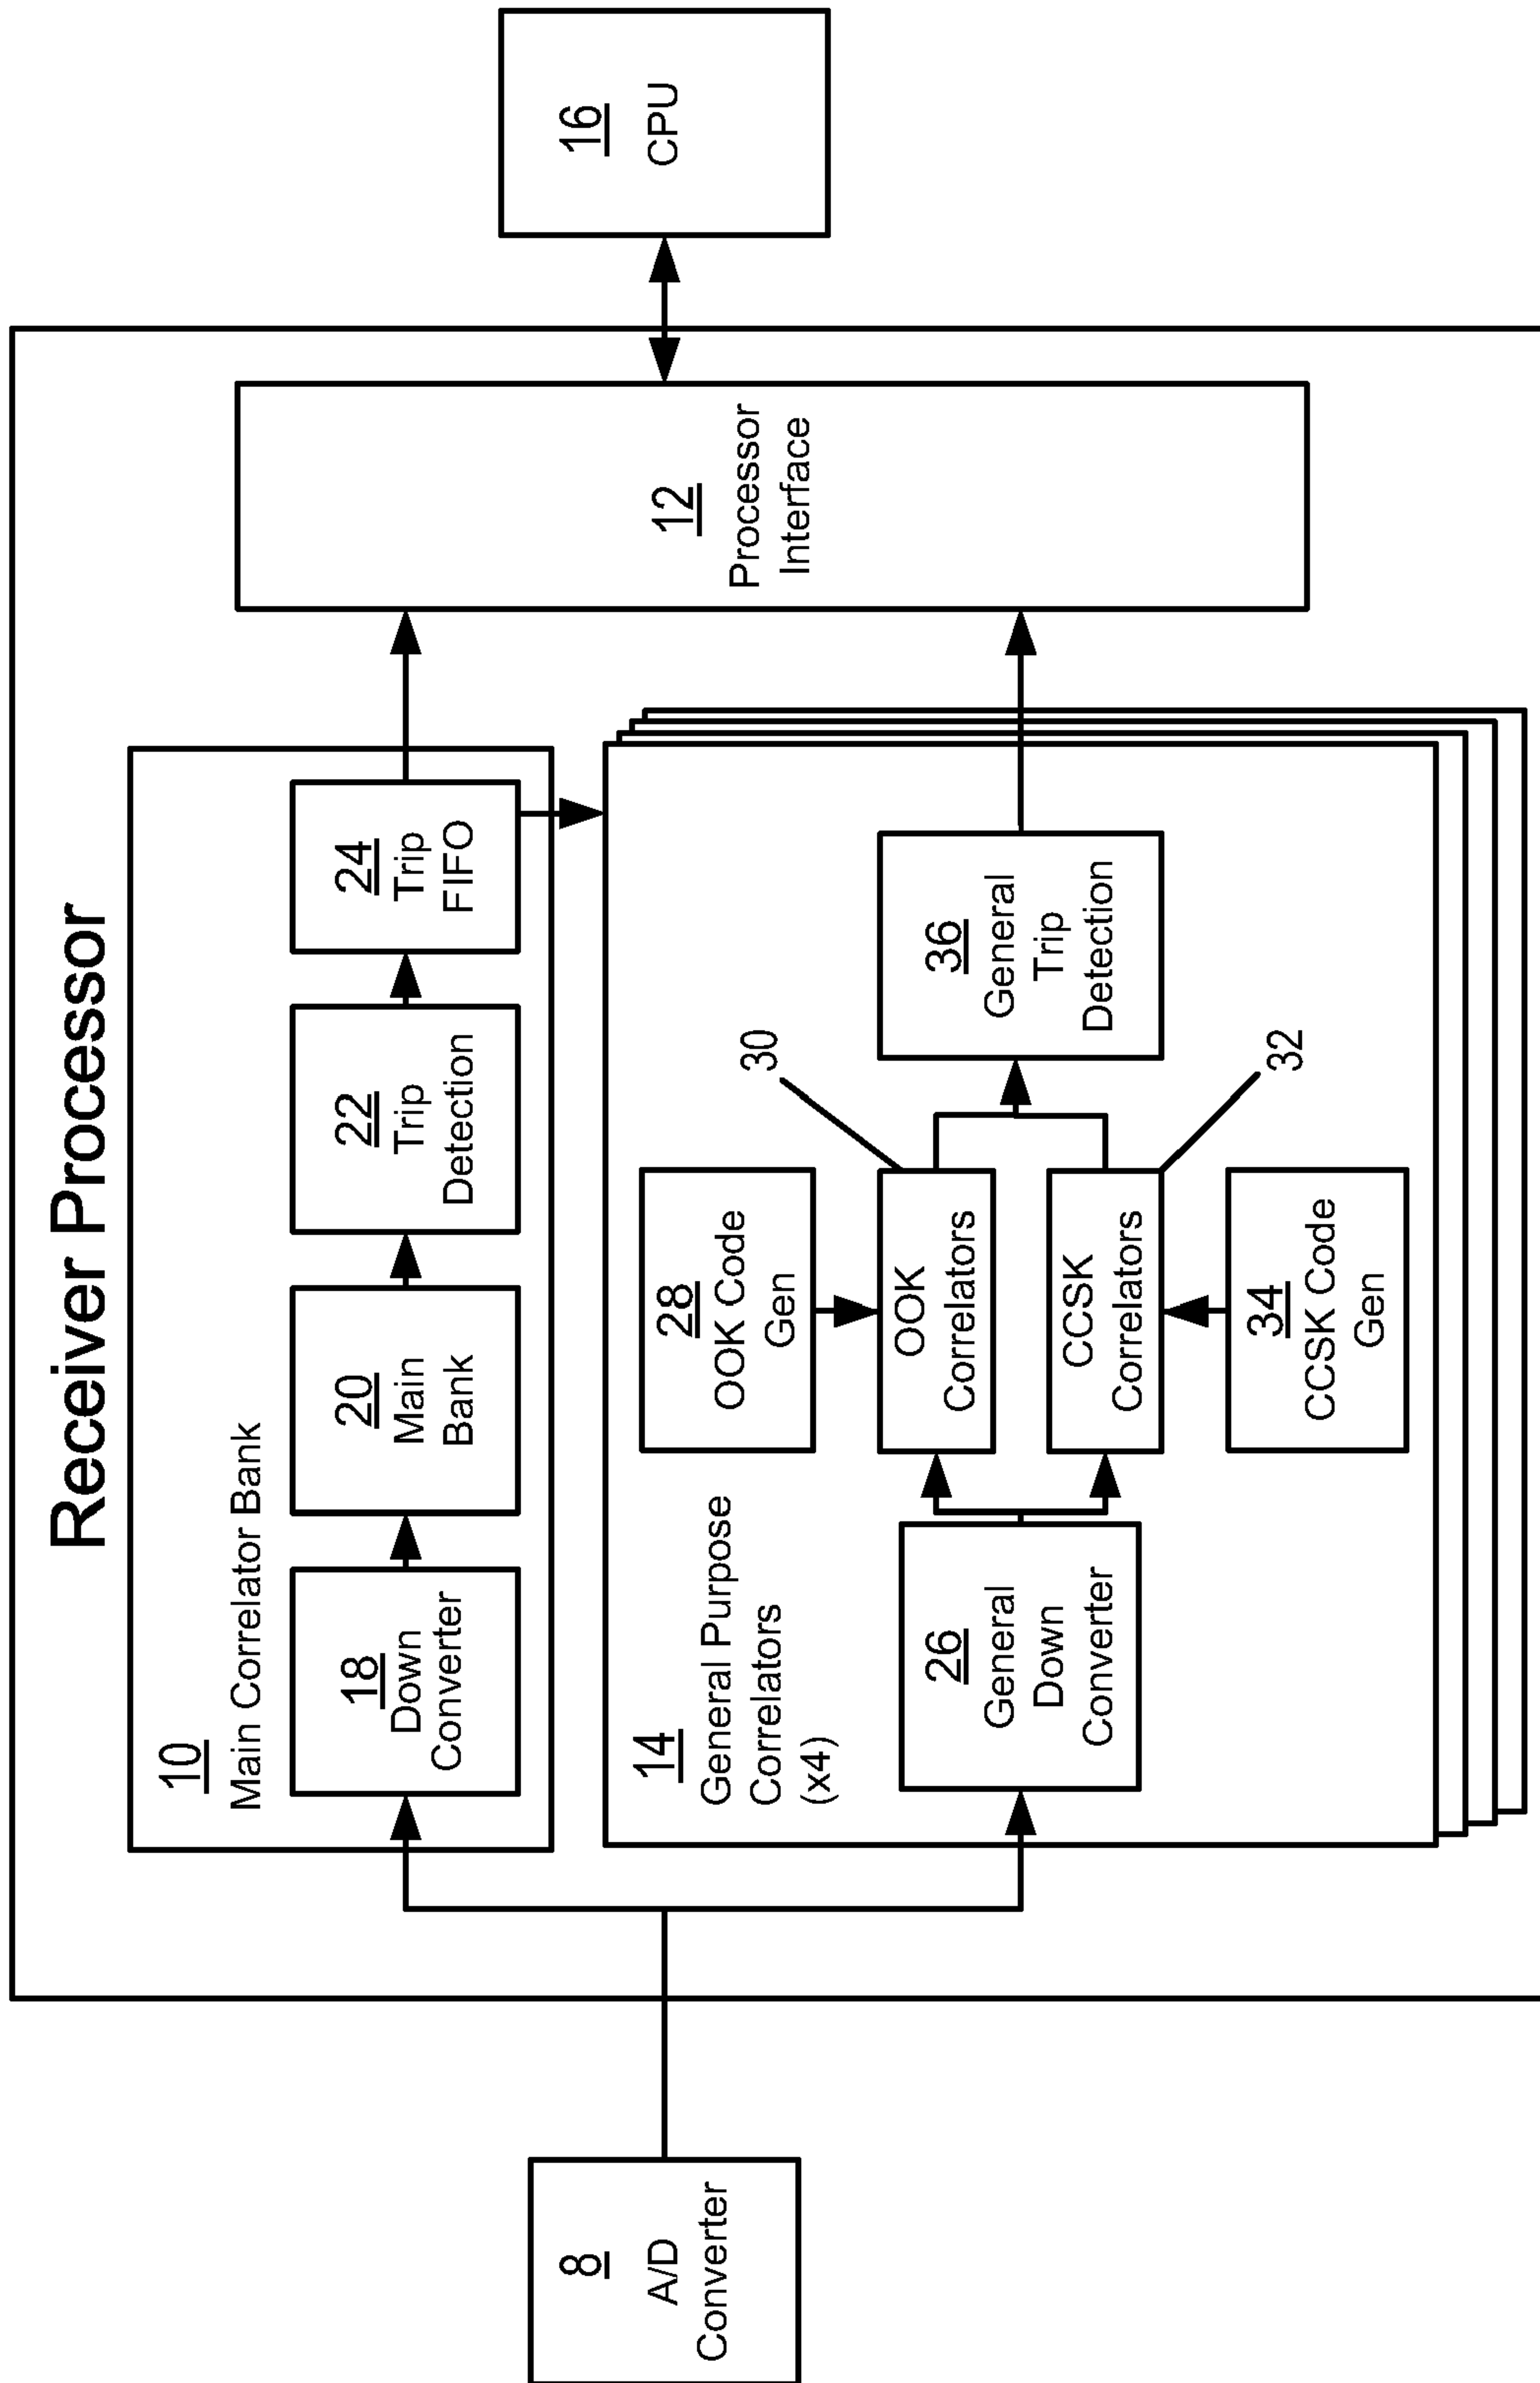 Receiver Processor
10
Main Correlator Bank
18
Down
Converter
20
Main
Bank
22
Trip
Detection
24
Trip
FIFO
8
A/D
Converter
14
General Purpose
Correlators
(x4)
26
General
Down
Converter
28
OOK Code
Gen
30
OOK
Correlators
CCSK
Correlators
32
34
CCSK Code
Gen
36
General
Trip
Detection
12
Processor
Interface
16
CPU